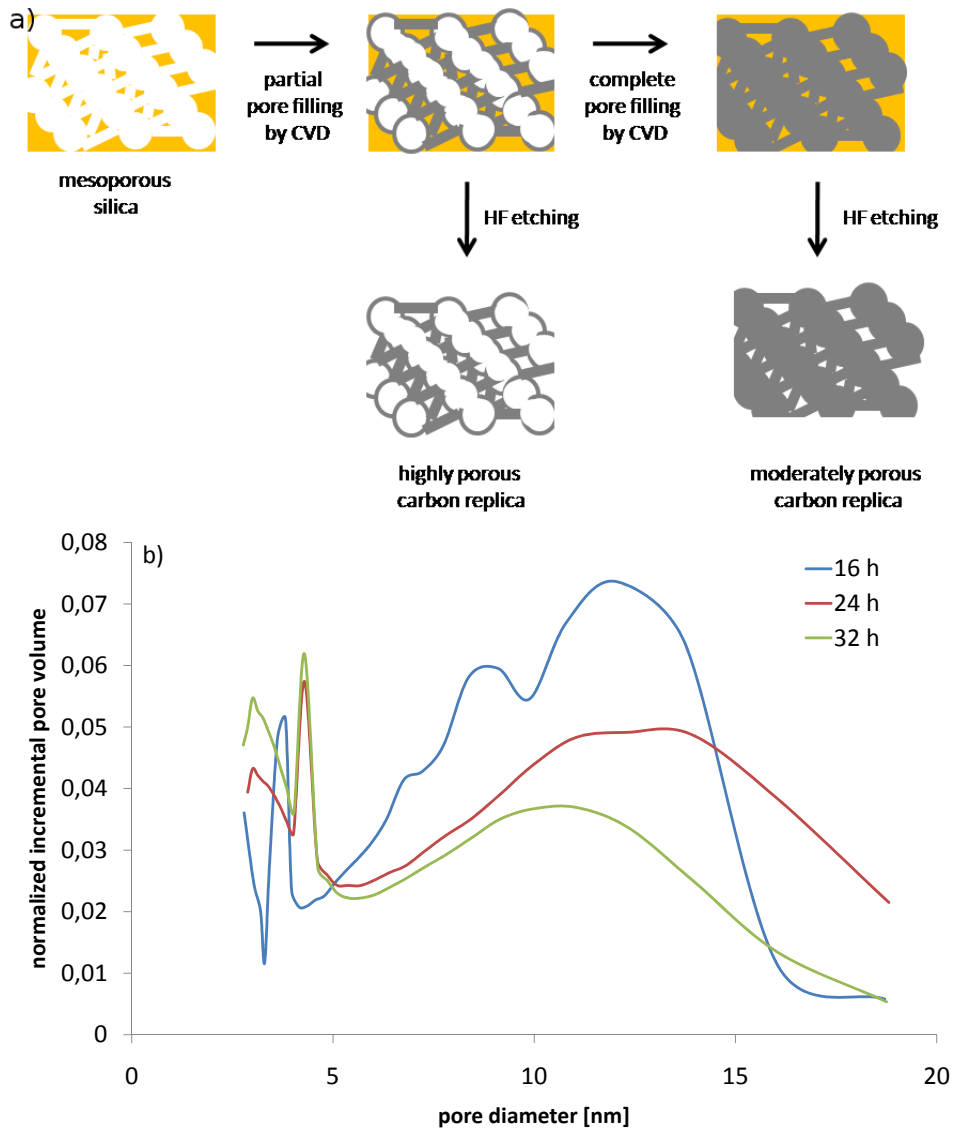 a)
partial
pore filling
by CVD
complete
pore filling
by CVD
mesoporous
silica
HF etching
HF etching
highly porous
carbon replica
moderately porous
carbon replica
b)
0,08
0,07
0,06
0,05
0,04
0,03
0,02
0,01
0
normalized incremental pore volume
16 h
24 h
32 h
0
5
10
15
20
pore diameter [nm]